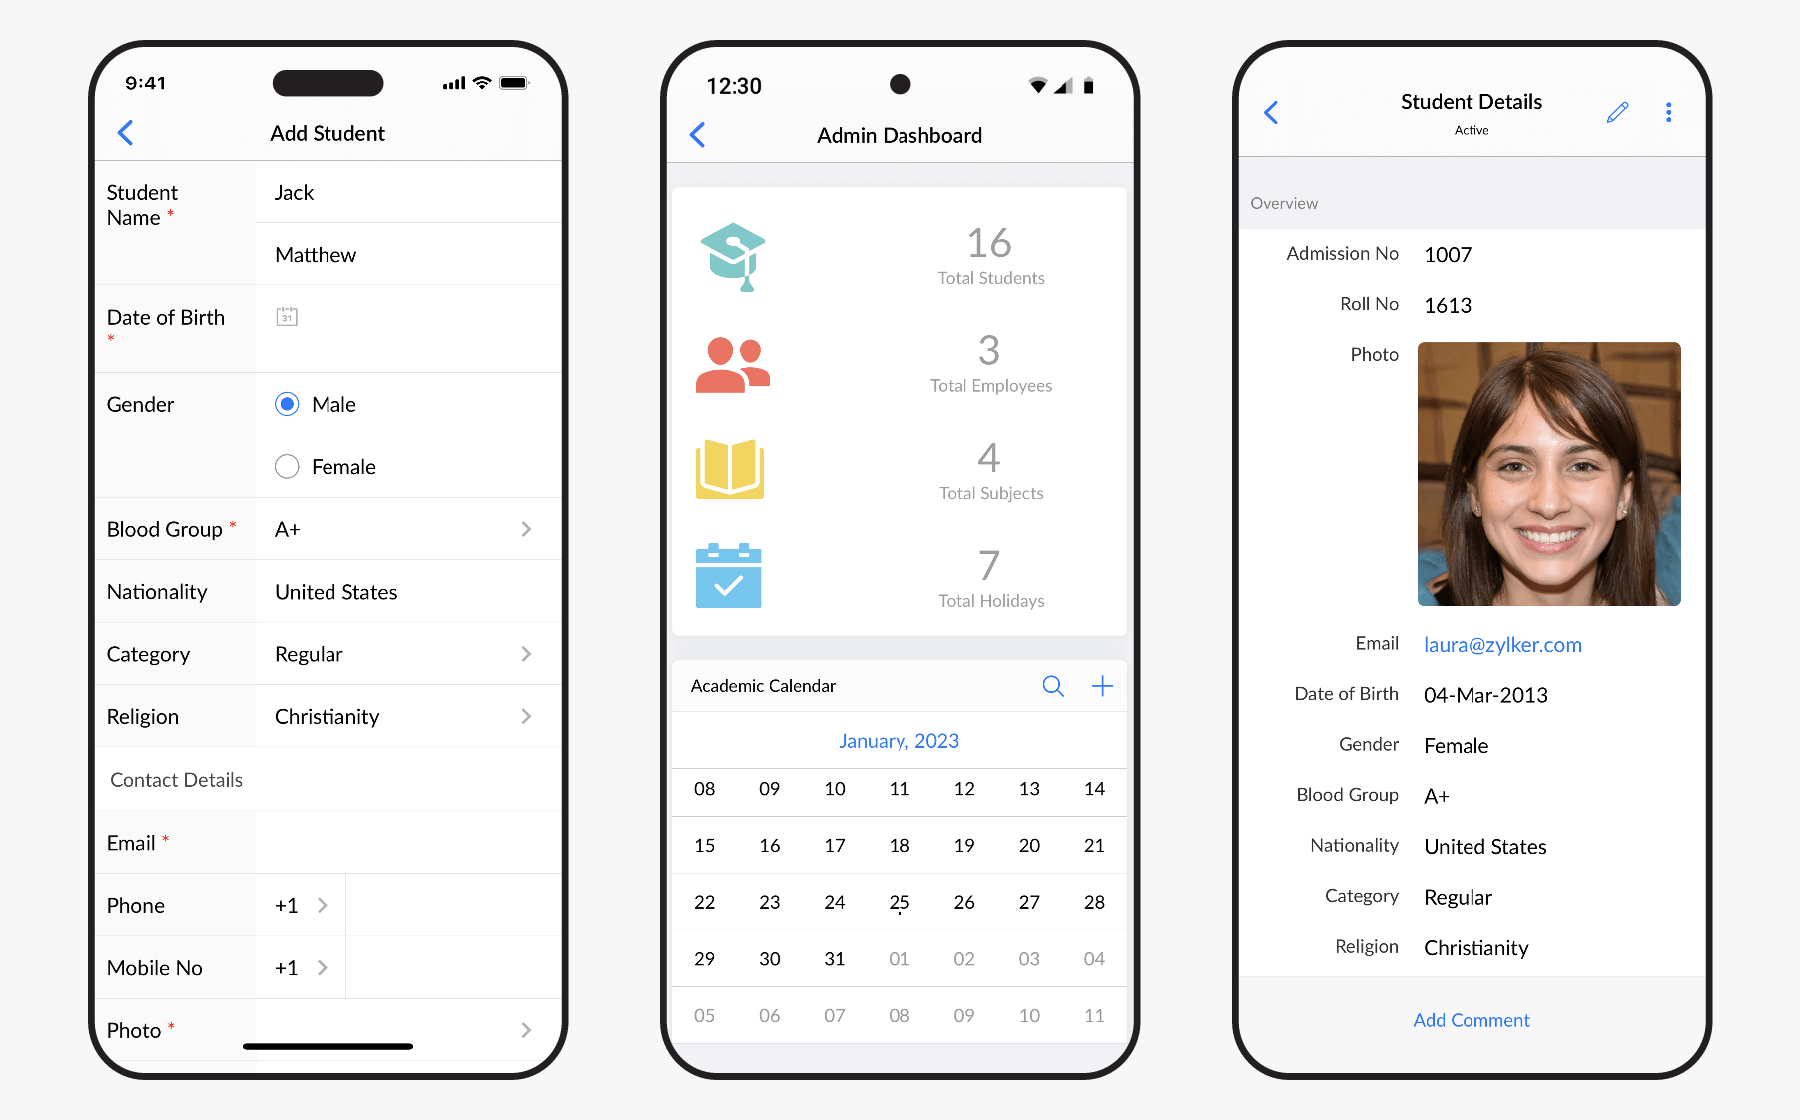 9:41
Add Student
Student
Name *
Jack
Matthew
Date of Birth
*
31
Gender
Male
Female
Blood Group *
A+
Nationality
United States
Category
Regular
Religion
Christianity
Contact Details
Email *
Phone
+1
Mobile No
+1
Photo *
12:30
Admin Dashboard
16
Total Students
3
Total Employees
4
Total Subjects
7
Total Holidays
Academic Calendar
January, 2023
08 09 10 11 12 13 14
15 16 17 18 19 20 21
22 23 24 25 26 27 28
29 30 31 01 02 03 04
05 06 07 08 09 10 11
Student Details
Active
Overview
Admission No 1007
Roll No 1613
Photo
Email laura@zylker.com
Date of Birth 04-Mar-2013
Gender Female
Blood Group A+
Nationality United States
Category Regular
Religion Christianity
Add Comment